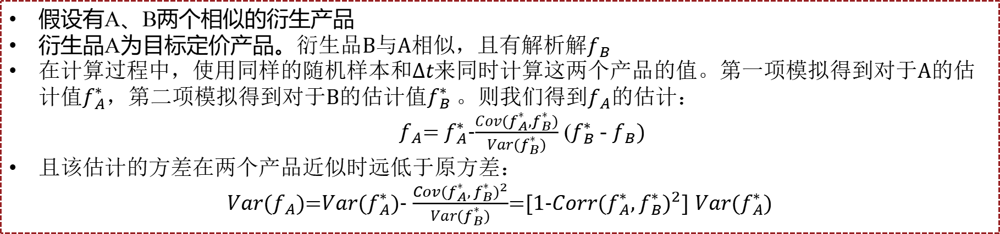 • 假设有A、B两个相似的衍生产品
• 衍生品A为目标定价产品。衍生品B与A相似，且有解析解$f_B$
• 在计算过程中，使用同样的随机样本和Δ$t$来同时计算这两个产品的值。第一项模拟得到对于A的估
计值$f_A^*$，第二项模拟得到对于B的估计值$f_B^*$ 。则我们得到$f_A$的估计：
$f_A = f_A^* - \frac{Cov(f_A^*, f_B^*)}{Var(f_B^*)} (f_B^* - f_B)$
• 且该估计的方差在两个产品近似时远低于原方差：
$Var(f_A) = Var(f_A^*) - \frac{Cov(f_A^*, f_B^*)^2}{Var(f_B^*)} = [1 - Corr(f_A^*, f_B^*)^2] \, Var(f_A^*)$